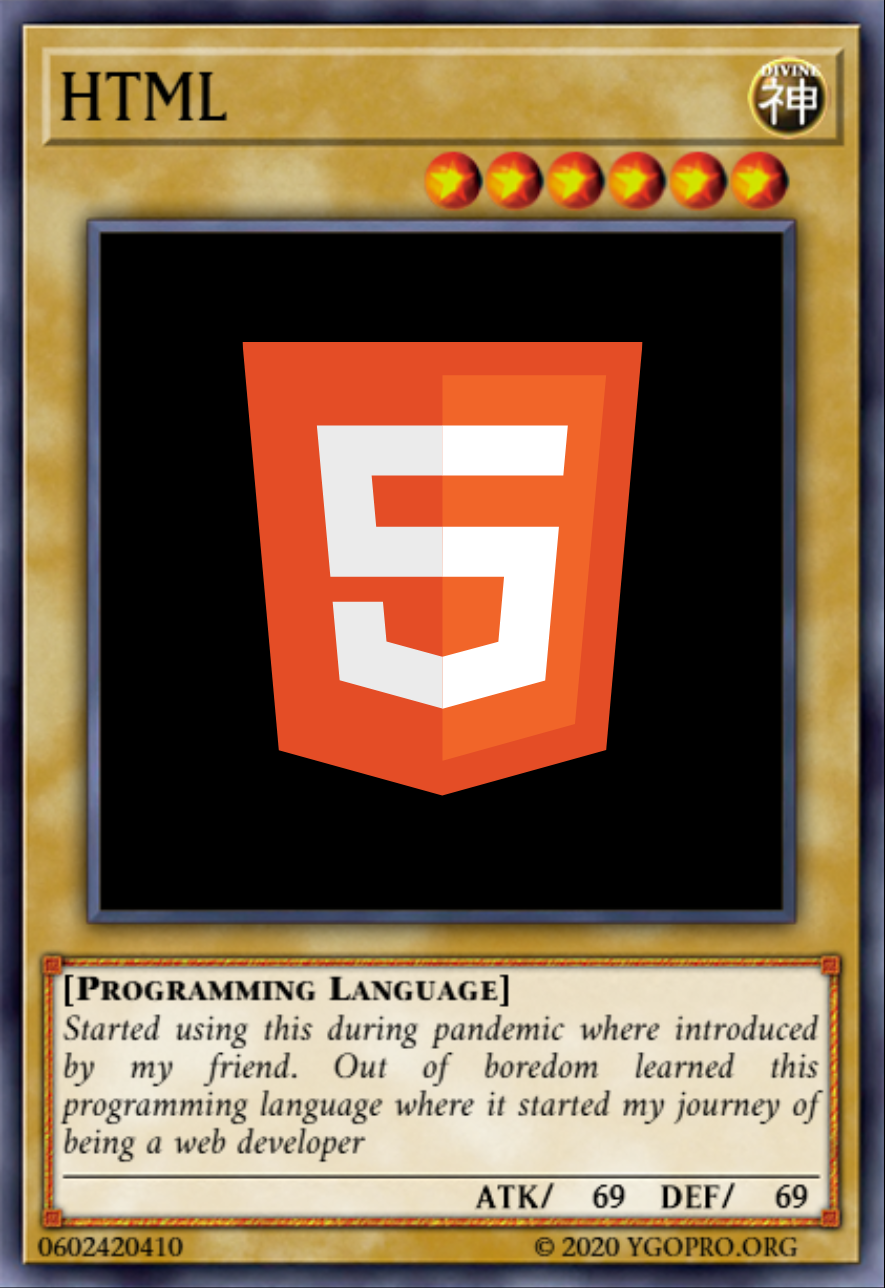 HTML
DIVINE
神
5
[PROGRAMMING LANGUAGE]
Started using this during pandemic where introduced
by my friend. Out of boredom learned this
programming language where it started my journey of
being a web developer
ATK/ 69 DEF/ 69
0602420410 © 2020 YGOPRO.ORG